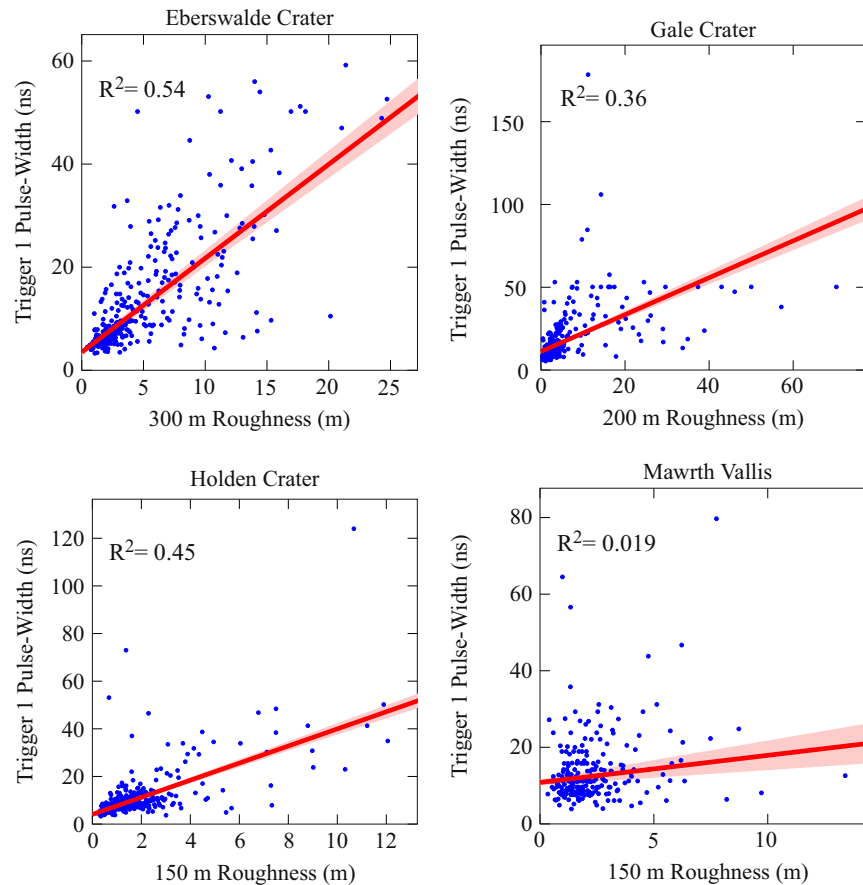 Eberswalde Crater
R²= 0.54
Trigger 1 Pulse-Width (ns)
60
40
20
0
0 5 10 15 20 25
300 m Roughness (m)
Gale Crater
R²= 0.36
Trigger 1 Pulse-Width (ns)
150
100
50
0
0 20 40 60
200 m Roughness (m)
Holden Crater
R²= 0.45
Trigger 1 Pulse-Width (ns)
120
100
80
60
40
20
0
0 2 4 6 8 10 12
150 m Roughness (m)
Mawrth Vallis
R²= 0.019
Trigger 1 Pulse-Width (ns)
80
60
40
20
0
0 5 10
150 m Roughness (m)